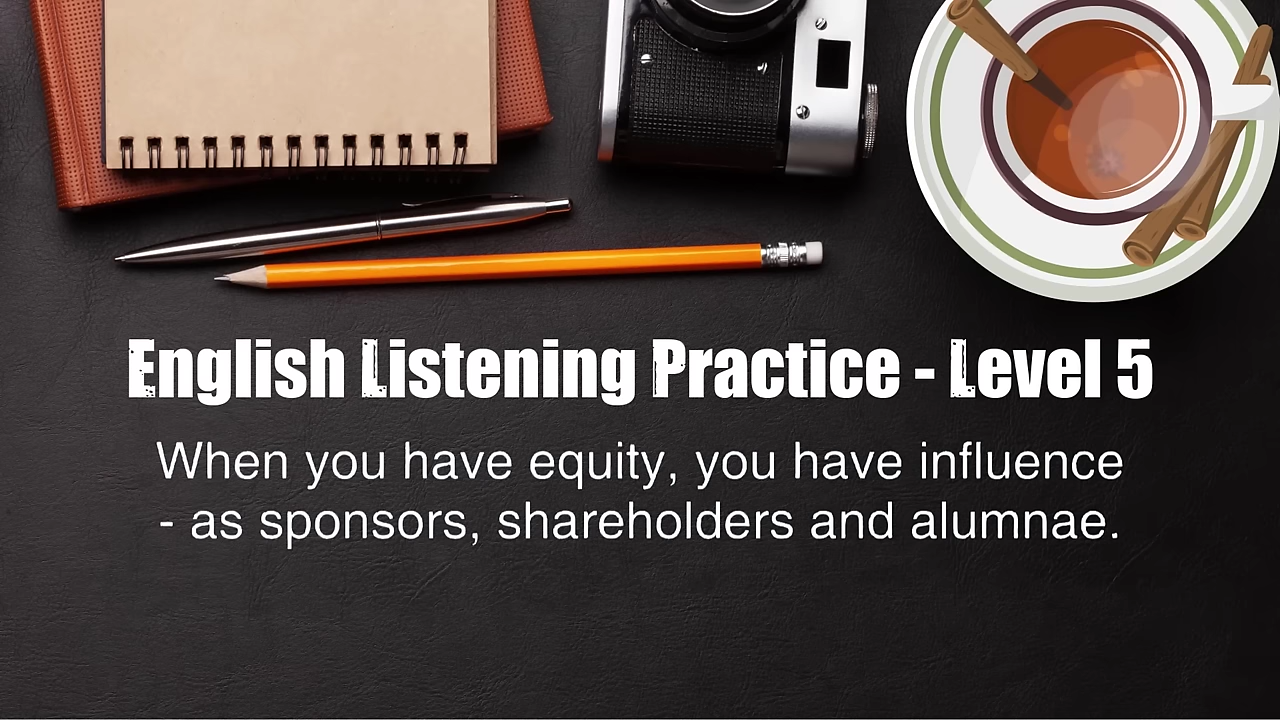 English Listening Practice - Level 5
When you have equity, you have influence
- as sponsors, shareholders and alumnae.